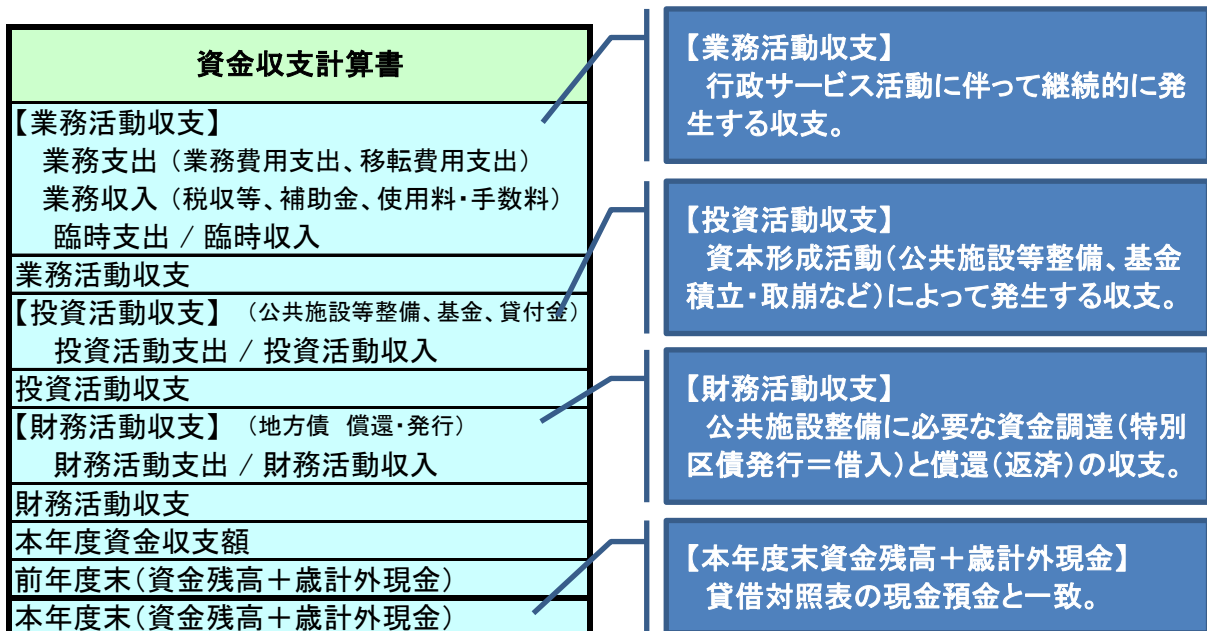 資金収支計算書
【業務活動収支】
業務支出（業務費用支出、移転費用支出）
業務収入（税収等、補助金、使用料・手数料）
臨時支出 / 臨時収入
業務活動収支
【投資活動収支】（公共施設等整備、基金、貸付金）
投資活動支出 / 投資活動収入
投資活動収支
【財務活動収支】（地方債　償還・発行）
財務活動支出 / 財務活動収入
財務活動収支
本年度資金収支額
前年度末（資金残高＋歳計外現金）
本年度末（資金残高＋歳計外現金）
【業務活動収支】
行政サービス活動に伴って継続的に発
生する収支。
【投資活動収支】
資本形成活動（公共施設等整備、基金
積立・取崩など）によって発生する収支。
【財務活動収支】
公共施設整備に必要な資金調達（特別
区債発行＝借入）と償還（返済）の収支。
【本年度末資金残高＋歳計外現金】
貸借対照表の現金預金と一致。